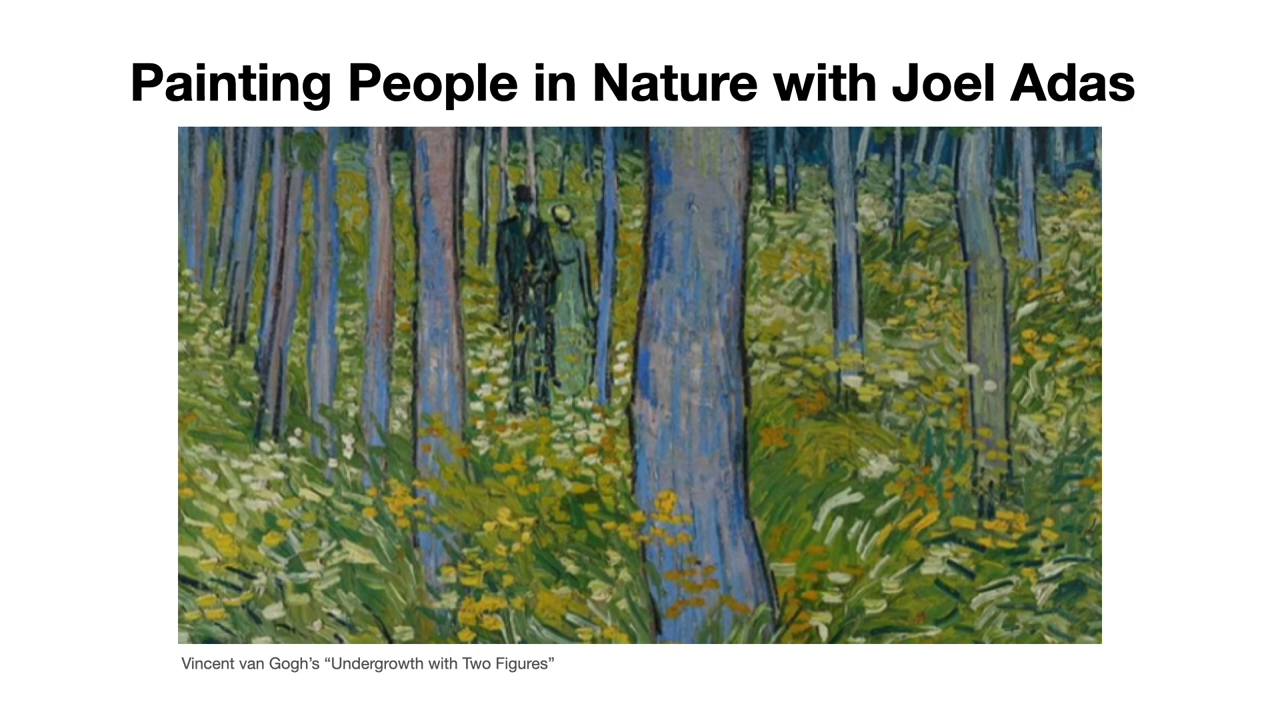 Painting People in Nature with Joel Adas
Vincent van Gogh’s “Undergrowth with Two Figures”